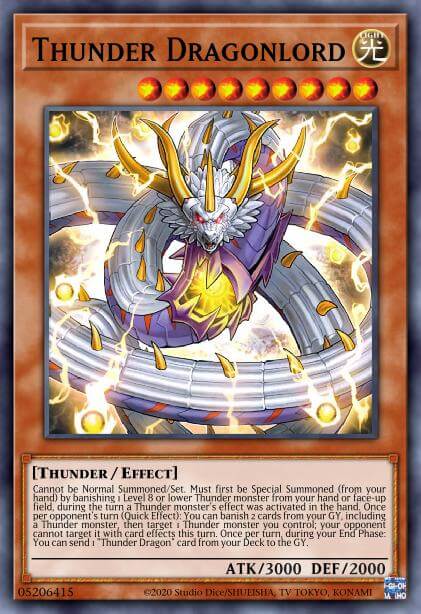 THUNDER DRAGONLORD
LIGHT
光
[THUNDER / EFFECT]
Cannot be Normal Summoned/Set. Must first be Special Summoned (from your
hand) by banishing 1 Level 8 or lower Thunder monster from your hand or face-up
field, during the turn a Thunder monster's effect was activated in the hand. Once
per opponent's turn (Quick Effect): You can banish 2 cards from your GY, including
a Thunder monster, then target 1 Thunder monster you control; your opponent
cannot target it with card effects this turn. Once per turn, during your End Phase:
You can send 1 "Thunder Dragon" card from your Deck to the GY.
ATK/3000 DEF/2000
05206415
©2020 Studio Dice/SHUEISHA, TV TOKYO, KONAMI